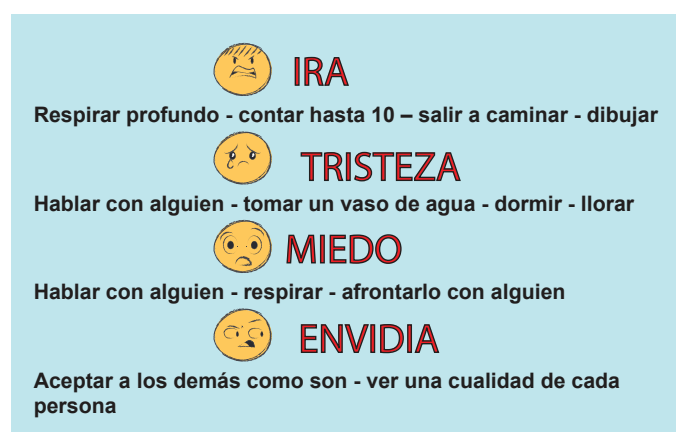 IRA
Respirar profundo - contar hasta 10 – salir a caminar - dibujar
TRISTEZA
Hablar con alguien - tomar un vaso de agua - dormir - llorar
MIEDO
Hablar con alguien - respirar - afrontarlo con alguien
ENVIDIA
Aceptar a los demás como son - ver una cualidad de cada
persona